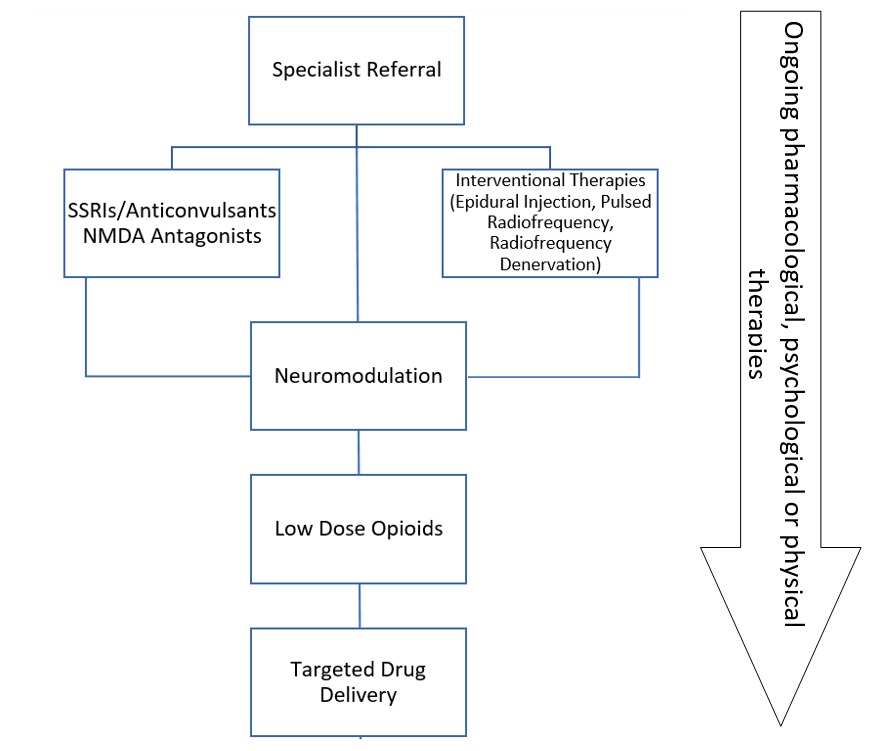 Specialist Referral
SSRIs/Anticonvulsants
NMDA Antagonists
Interventional Therapies
(Epidural Injection, Pulsed
Radiofrequency,
Radiofrequency
Denervation)
Neuromodulation
Low Dose Opioids
Targeted Drug
Delivery
Ongoing pharmacological, psychological or physical
therapies